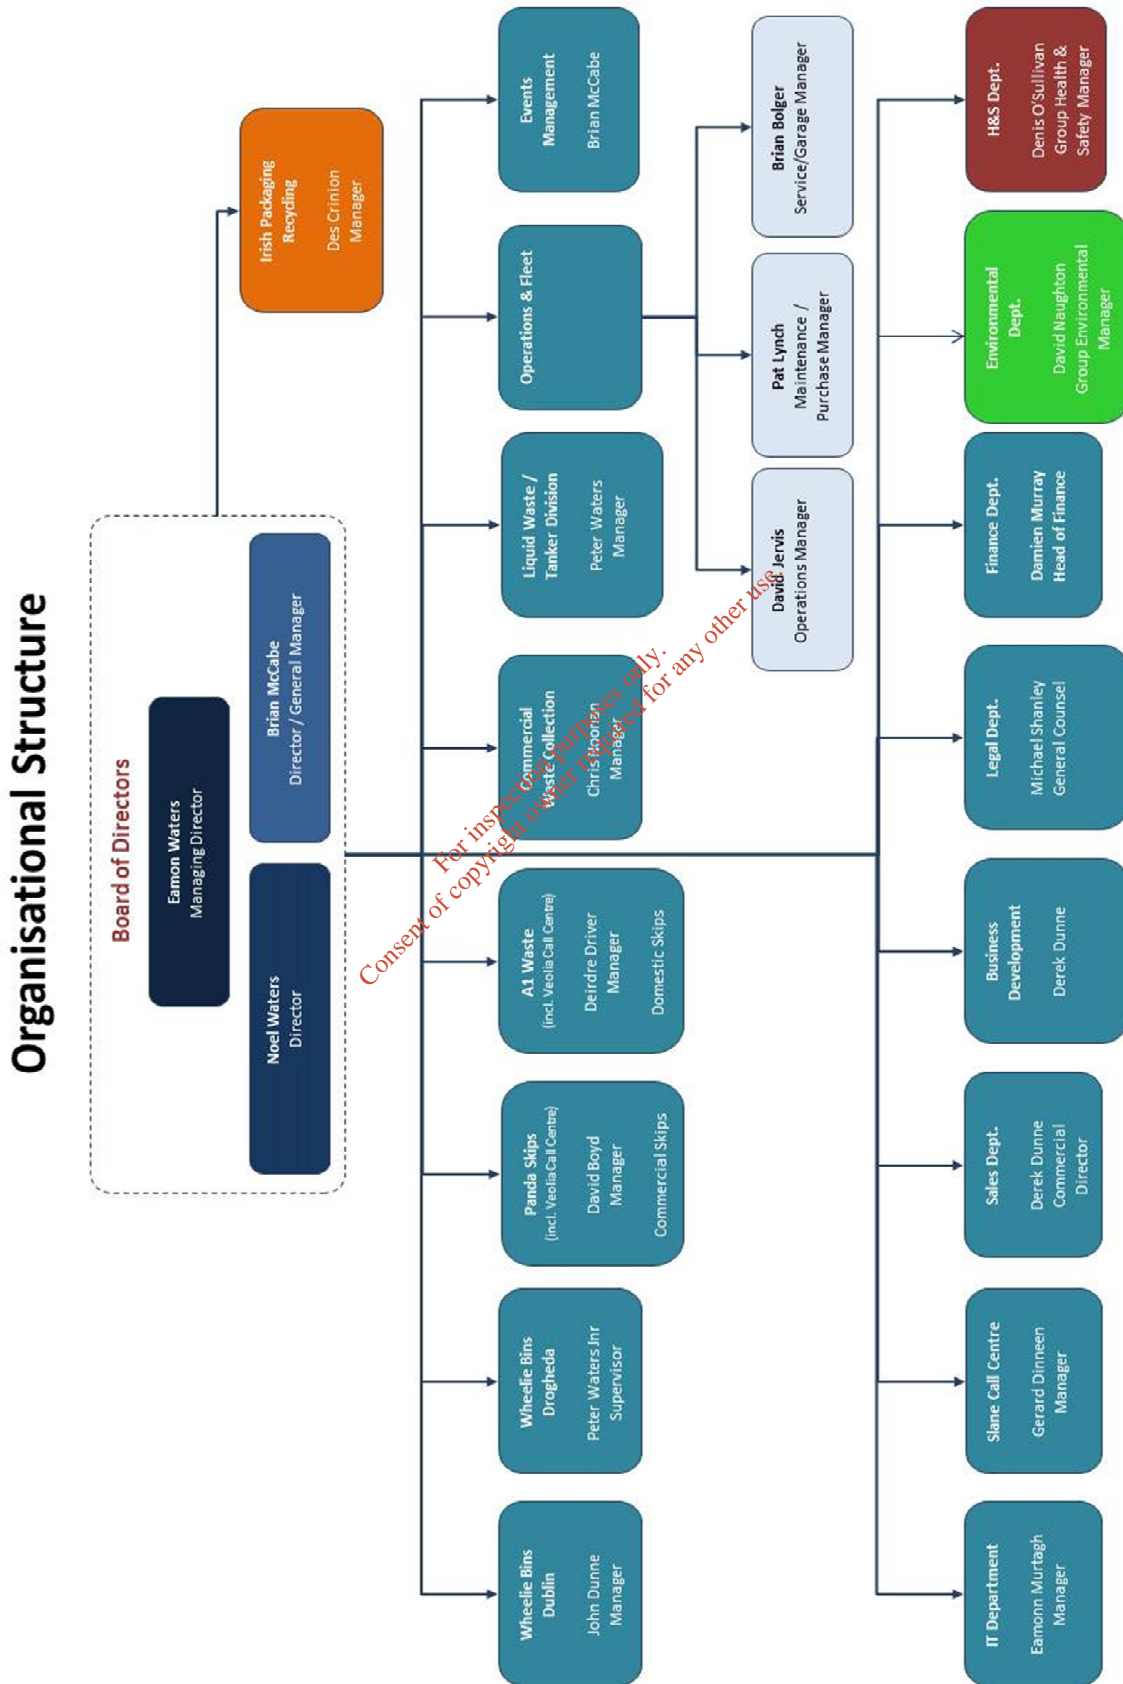 Organisational Structure
Board of Directors
Eamon Waters
Managing Director
Noel Waters
Director
Brian McCabe
Director / General Manager
Irish Packaging
Recycling
Des Crinion
Manager
Wheelie Bins
Dublin
John Dunne
Manager
Wheelie Bins
Drogheda
Peter Waters Jnr
Supervisor
Panda Skips
(incl. Veolia Call Centre)
David Boyd
Manager
Commercial Skips
A1 Waste
(incl. Veolia Call Centre)
Deirdre Driver
Manager
Domestic Skips
Commercial
Waste Collection
Chris
Manager
Liquid Waste /
Tanker Division
Peter Waters
Manager
Operations & Fleet
Events
Management
Brian McCabe
David Jervis
Operations Manager
Pat Lynch
Maintenance /
Purchase Manager
Brian Bolger
Service/Garage Manager
IT Department
Eamonn Murtagh
Manager
Slane Call Centre
Gerard Dinneen
Manager
Sales Dept.
Derek Dunne
Commercial
Director
Business
Development
Derek Dunne
Legal Dept.
Michael Shanley
General Counsel
Finance Dept.
Damien Murray
Head of Finance
Environmental
Dept.
David Naughton
Group Environmental
Manager
H&S Dept.
Denis O'Sullivan
Group Health &
Safety Manager
For inspection purposes only.
Consent of copyright owner required for any other use.